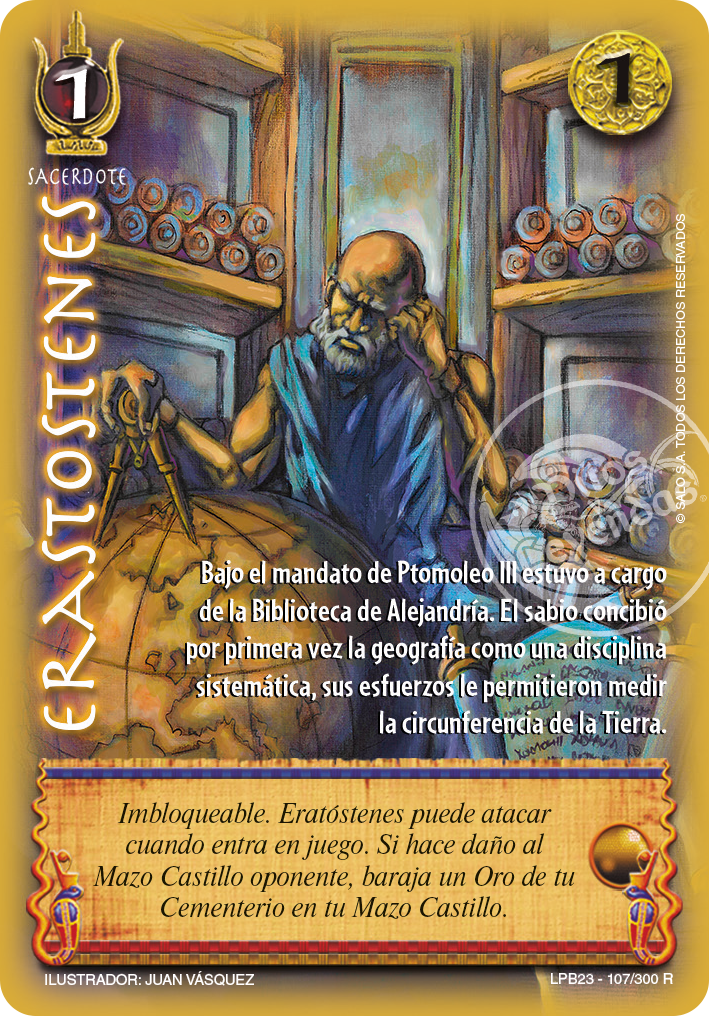 1
1
SACERDOTE
ERASTOSTENES
Bajo el mandato de Ptomoleo III estuvo a cargo
de la Biblioteca de Alejandría. El sabio concibió
por primera vez la geografía como una disciplina
sistemática, sus esfuerzos le permitieron medir
la circunferencia de la Tierra.
Imbloqueable. Eratóstenes puede atacar
cuando entra en juego. Si hace daño al
Mazo Castillo oponente, baraja un Oro de tu
Cementerio en tu Mazo Castillo.
ILUSTRADOR: JUAN VÁSQUEZ
LPB23 - 107/300 R
© SALO S.A. TODOS LOS DERECHOS RESERVADOS